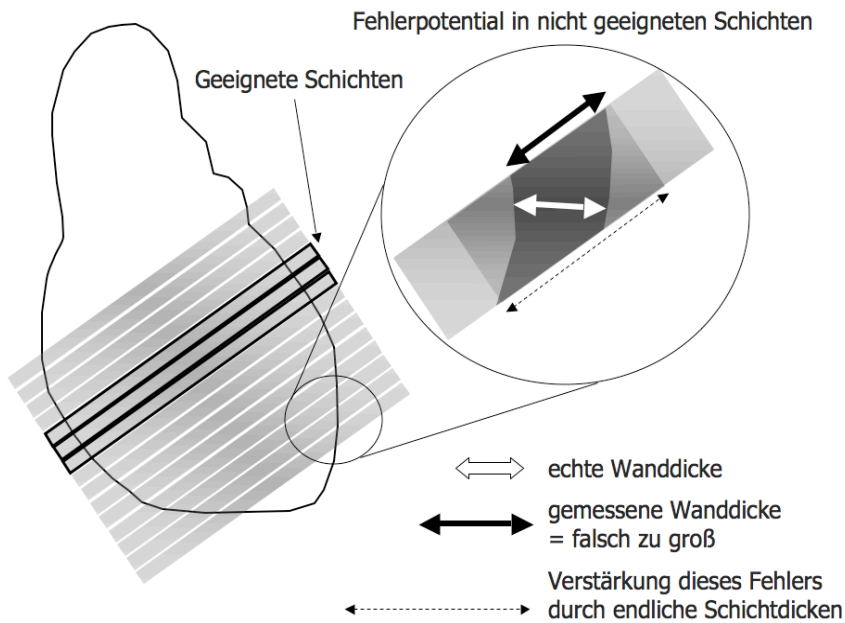 Fehlerpotential in nicht geeigneten Schichten
Geeignete Schichten
echte Wanddicke
gemessene Wanddicke
= falsch zu groß
Verstärkung dieses Fehlers
durch endliche Schichtdicken